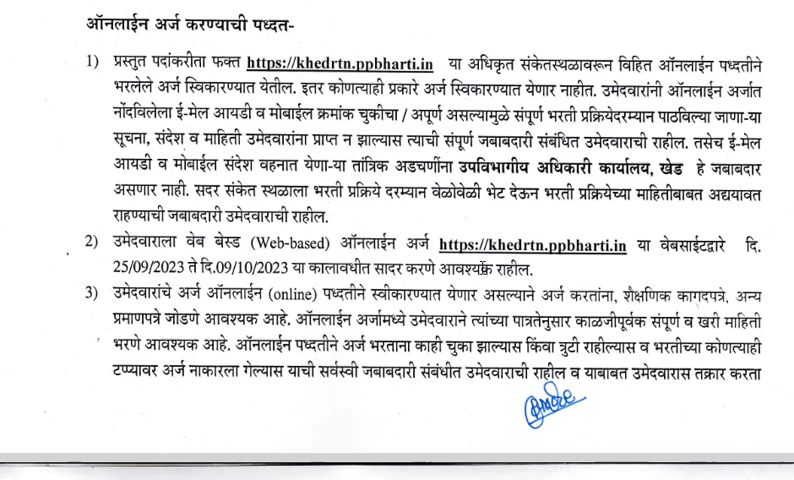 ऑनलाईन अर्ज करण्याची पध्दत-
1) प्रस्तुत पदांकरीता फक्त https://khedrtn.ppbharti.in या अधिकृत संकेतस्थळावरून विहित ऑनलाईन पध्दतीने
भरलेले अर्ज स्विकारण्यात येतील. इतर कोणत्याही प्रकारे अर्ज स्विकारण्यात येणार नाहीत. उमेदवारांनी ऑनलाईन अर्जात
नोंदविलेला ई-मेल आयडी व मोबाईल क्रमांक चुकीचा / अपूर्ण असल्यामुळे संपूर्ण भरती प्रक्रियेदरम्यान पाठविल्या जाणा-या
सूचना, संदेश व माहिती उमेदवारांना प्राप्त न झाल्यास त्याची संपूर्ण जबाबदारी संबंधित उमेदवाराची राहील. तसेच ई-मेल
आयडी व मोबाईल संदेश वहनात येणा-या तांत्रिक अडचणींना उपविभागीय अधिकारी कार्यालय, खेड हे जबाबदार
असणार नाही. सदर संकेत स्थळाला भरती प्रक्रिये दरम्यान वेळोवेळी भेट देऊन भरती प्रक्रियेच्या माहितीबाबत अद्ययावत
राहण्याची जबाबदारी उमेदवाराची राहील.
2) उमेदवाराला वेब बेस्ड (Web-based) ऑनलाईन अर्ज https://khedrtn.ppbharti.in या वेबसाईटद्वारे दि.
25/09/2023 ते दि.09/10/2023 या कालावधीत सादर करणे आवश्यक राहील.
3) उमेदवारांचे अर्ज ऑनलाईन (online) पध्दतीने स्वीकारण्यात येणार असल्याने अर्ज करतांना, शैक्षणिक कागदपत्रे, अन्य
प्रमाणपत्रे जोडणे आवश्यक आहे. ऑनलाईन अर्जामध्ये उमेदवाराने त्यांच्या पात्रतेनुसार काळजीपूर्वक संपूर्ण व खरी माहिती
भरणे आवश्यक आहे. ऑनलाईन पध्दतीने अर्ज भरताना काही चुका झाल्यास किंवा त्रुटी राहील्यास व भरतीच्या कोणत्याही
टप्प्यावर अर्ज नाकारला गेल्यास याची सर्वस्वी जबाबदारी संबंधीत उमेदवाराची राहील व याबाबत उमेदवारास तक्रार करता